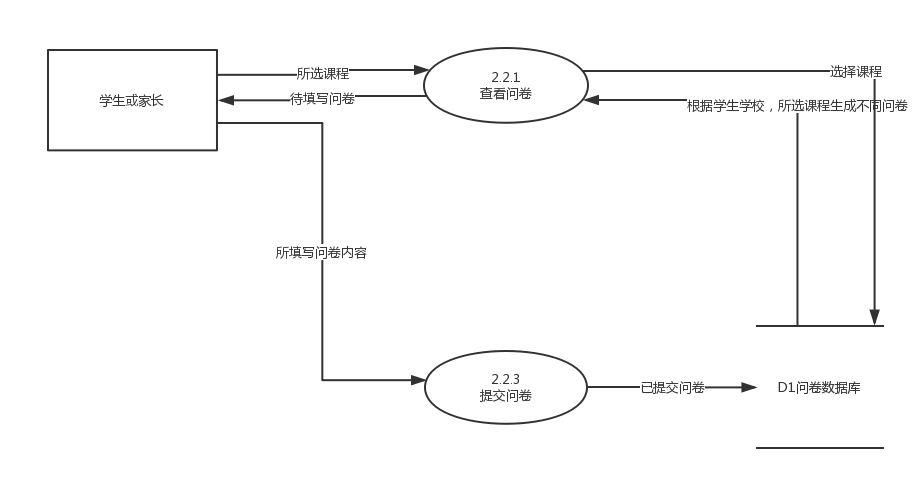 学生或家长
所选课程
待填写问卷
2.2.1
查看问卷
选择课程
根据学生学校，所选课程生成不同问卷
所填写问卷内容
2.2.3
提交问卷
已提交问卷
D1问卷数据库